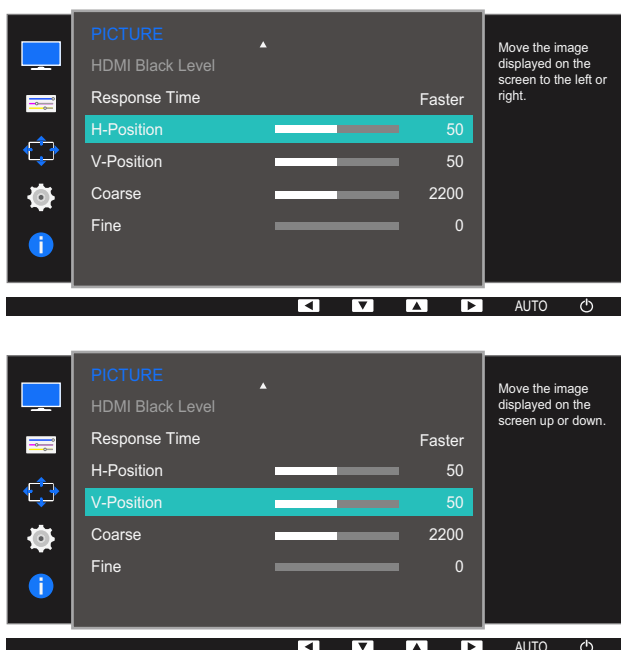 PICTURE
HDMI Black Level
Response Time Faster
H-Position 50
V-Position 50
Coarse 2200
Fine 0
Move the image
displayed on the
screen to the left or
right.
AUTO
PICTURE
HDMI Black Level
Response Time Faster
H-Position 50
V-Position 50
Coarse 2200
Fine 0
Move the image
displayed on the
screen up or down.
AUTO